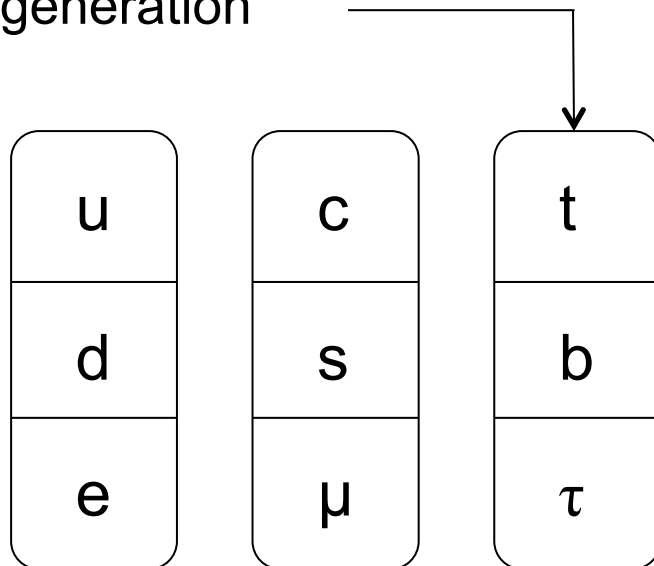 generation
u c t
d s b
e μ τ